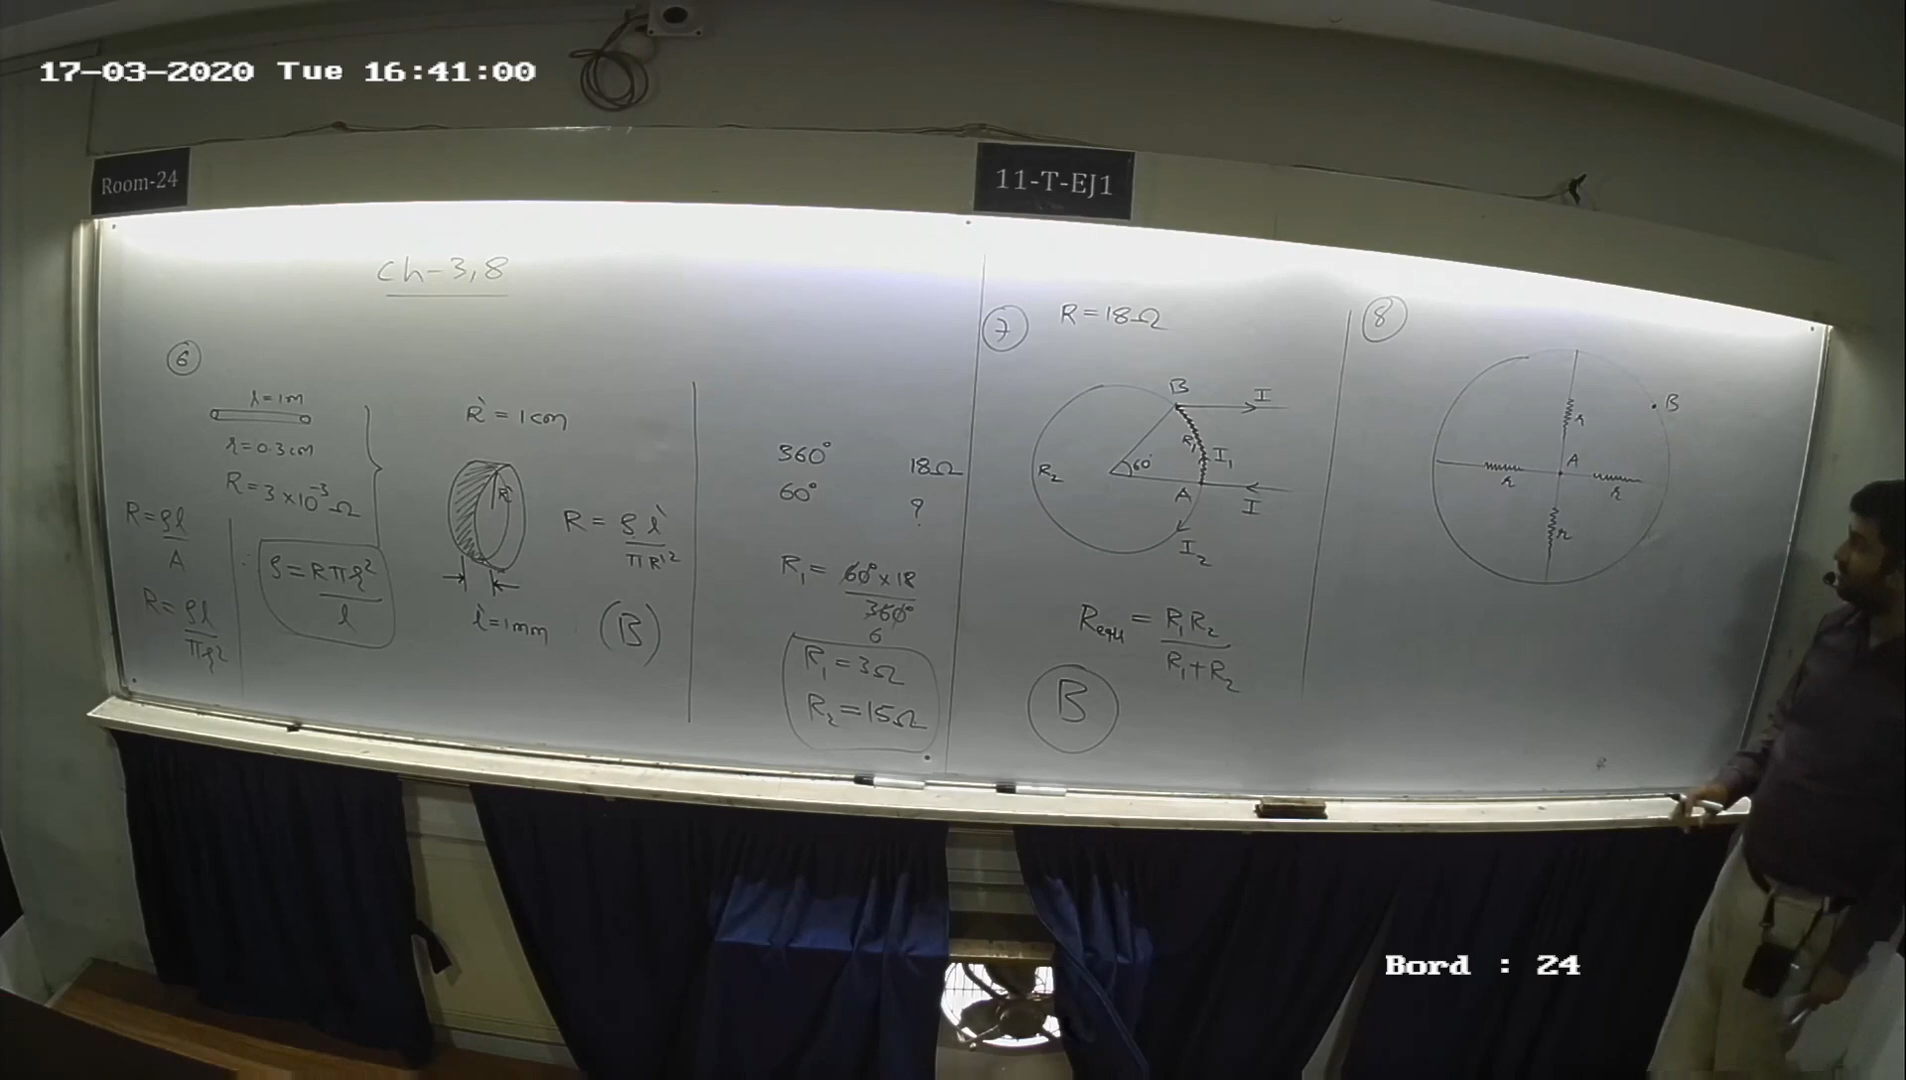 17-03-2020 Tue 16:41:00
Room-24
11-T-EJ1
Ch-3,8
6
l=1m
r=0.3cm
R=3×10⁻³Ω
R=ρl/A
R=ρl/πr²
∴ ρ=Rπr²/l
R'=1cm
R'
l'=1mm
R=ρl'/πR'²
(B)
360° 18Ω
60° ?
R₁=60°×18/360°
6
R₁=3Ω
R₂=15Ω
7
R=18Ω
B I
R₁ I₁
R₂ 60°
A I
I₂
Requ=R₁R₂/R₁+R₂
B
8
B
r
A
r r
r
Bord : 24